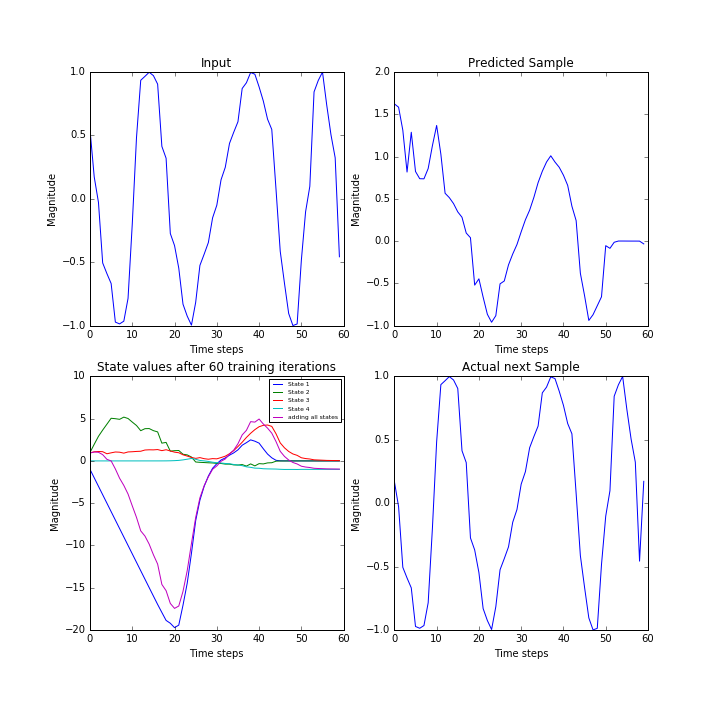 Input
1.0
0.5
0.0
−0.5
−1.0
Magnitude
0 10 20 30 40 50 60
Time steps
Predicted Sample
2.0
1.5
1.0
0.5
0.0
−0.5
−1.0
Magnitude
0 10 20 30 40 50 60
Time steps
State values after 60 training iterations
10
5
0
−5
−10
−15
−20
Magnitude
State 1
State 2
State 3
State 4
adding all states
0 10 20 30 40 50 60
Time steps
Actual next Sample
1.0
0.5
0.0
−0.5
−1.0
Magnitude
0 10 20 30 40 50 60
Time steps